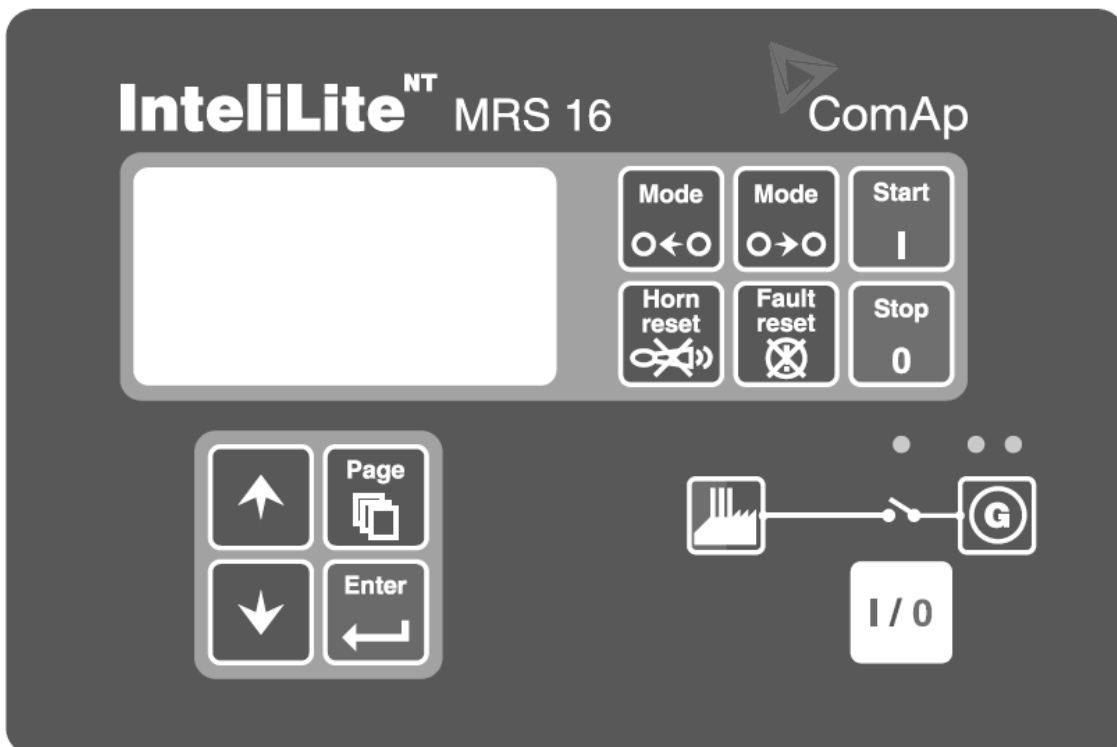 InteliLite NT MRS 16
ComAp
Mode
Mode
Start
I
Horn
reset
Fault
reset
Stop
0
Page
Enter
G
I / 0